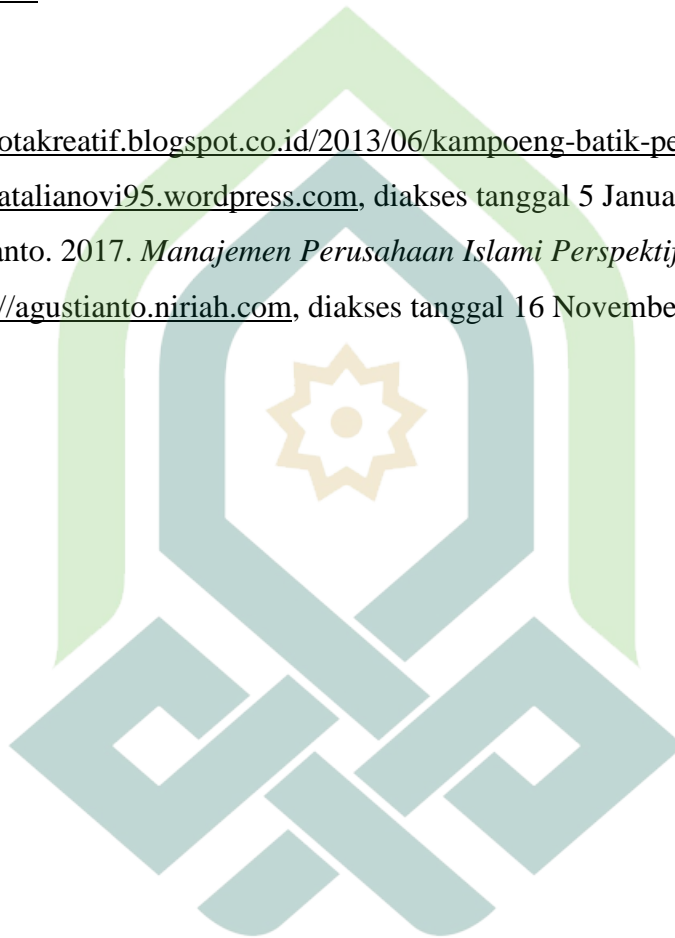 otakreatif.blogspot.co.id/2013/06/kampoeng-batik-pe
atalianovi95.wordpress.com, diakses tanggal 5 Janua
anto. 2017. Manajemen Perusahaan Islami Perspektif
//agustianto.niriah.com, diakses tanggal 16 Novembe